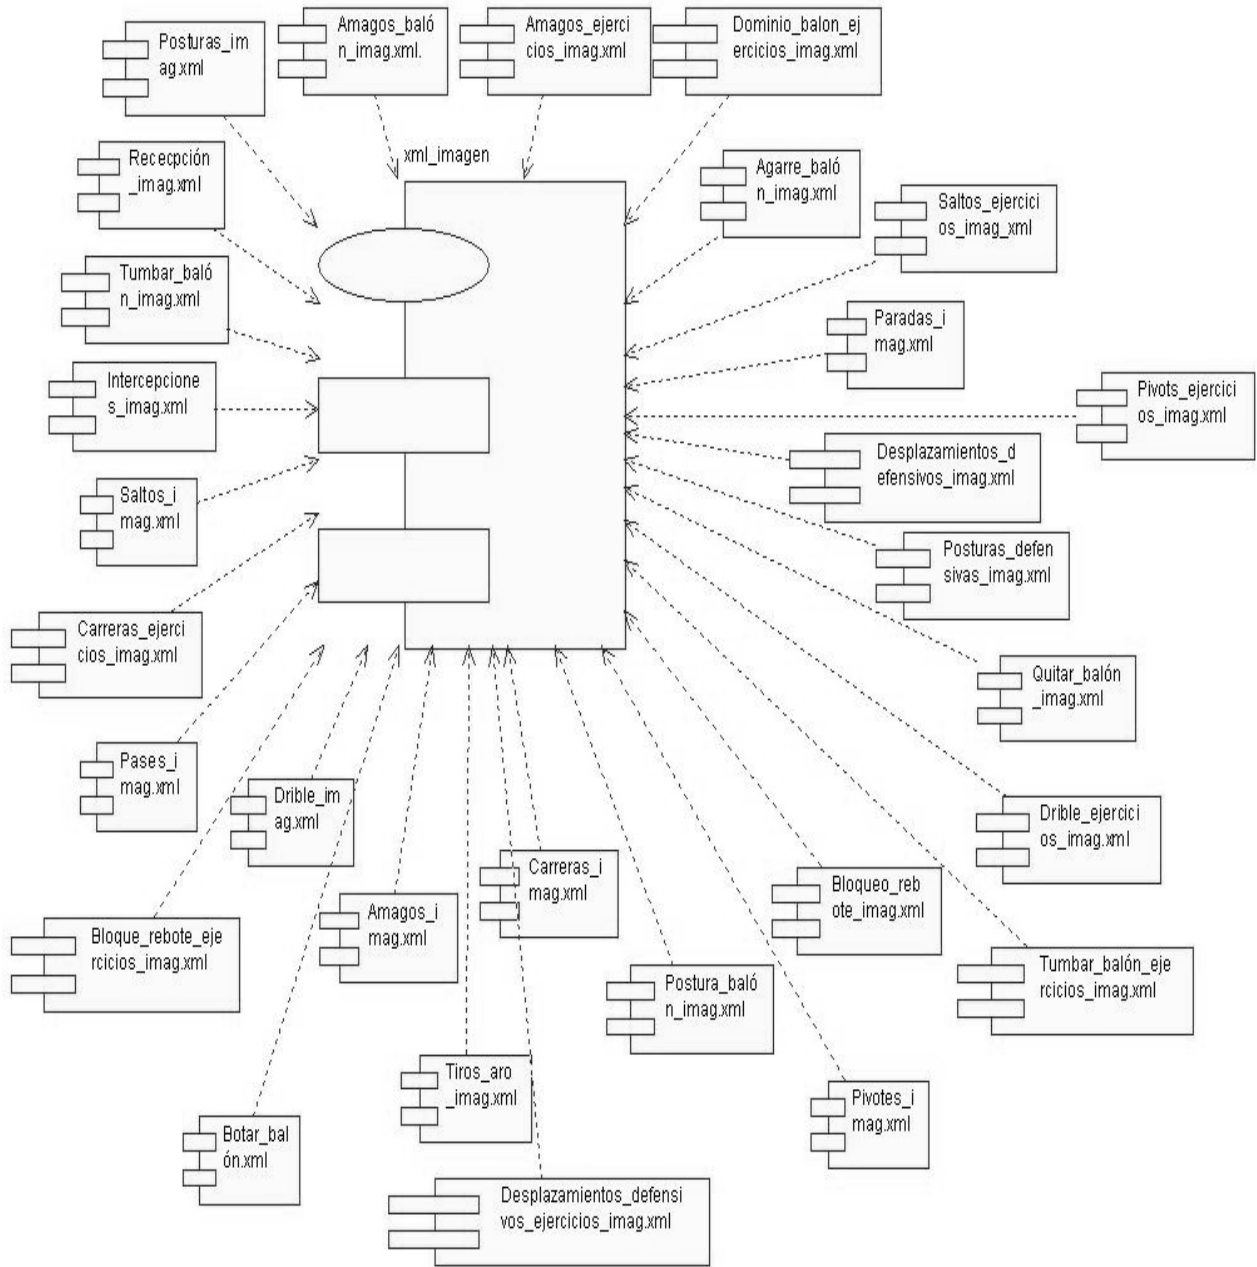 Posturas_im
ag.xml
Amagos_baló
n_imag.xml.
Amagos_ejerci
cios_imag.xml
Dominio_balon_ej
ercicios_imag.xml
xml_imagen
Rececpción
_imag.xml
Agarre_baló
n_imag.xml
Saltos_ejercici
os_imag_xml
Tumbar_baló
n_imag.xml
Paradas_i
mag.xml
Intercepcione
s_imag.xml
Pivots_ejercici
os_imag.xml
Desplazamientos_d
efensivos_imag.xml
Saltos_i
mag.xml
Posturas_defen
sivas_imag.xml
Carreras_ejerci
cios_imag.xml
Quitar_balón
_imag.xml
Pases_i
mag.xml
Drible_im
ag.xml
Drible_ejercici
os_imag.xml
Carreras_i
mag.xml
Bloqueo_reb
ote_imag.xml
Amagos_i
mag.xml
Bloque_rebote_eje
rcicios_imag.xml
Postura_baló
n_imag.xml
Tumbar_balón_eje
rcicios_imag.xml
Tiros_aro
_imag.xml
Pivotes_i
mag.xml
Botar_bal
ón.xml
Desplazamientos_defensi
vos_ejercicios_imag.xml